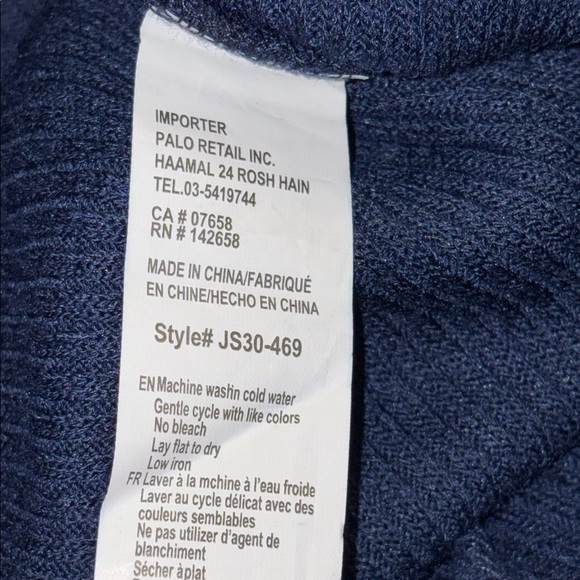 IMPORTER
PALO RETAIL INC.
HAAMAL 24 ROSH HAIN
TEL.03-5419744
CA # 07658
RN # 142658
MADE IN CHINA/FABRIQUÉ
EN CHINE/HECHO EN CHINA
Style# JS30-469
EN Machine washin cold water
Gentle cycle with like colors
No bleach
Lay flat to dry
Low iron
FR Laver à la mchine à l'eau froide
Laver au cycle délicat avec des
couleurs semblables
Ne pas utilizer d'agent de
blanchiment
Sécher à plat